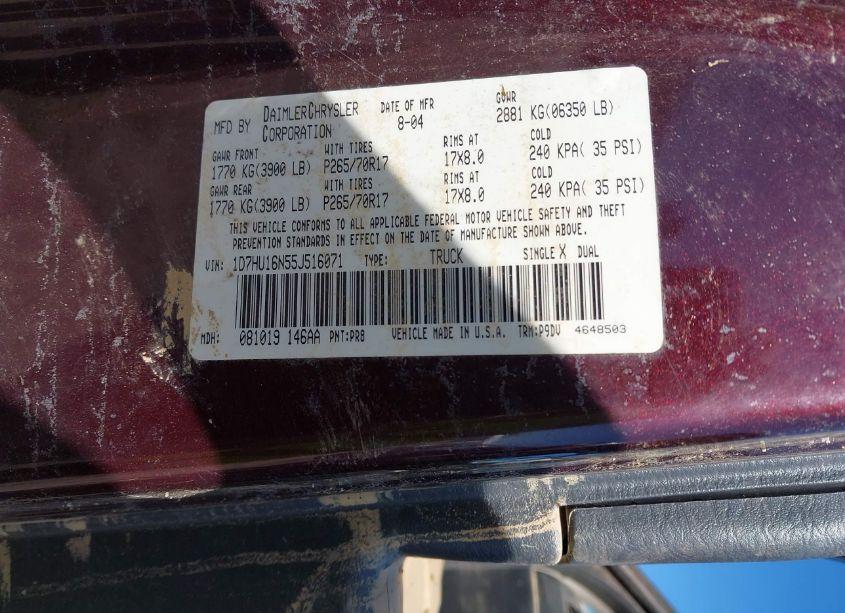 MFD BY DAIMLERCHRYSLER CORPORATION DATE OF MFR 8-04 GVWR 2881 KG(06350 LB)
GAWR FRONT WITH TIRES RIMS AT COLD
1770 KG(3900 LB) P265/70R17 17X8.0 240 KPA( 35 PSI)
GAWR REAR WITH TIRES RIMS AT COLD
1770 KG(3900 LB) P265/70R17 17X8.0 240 KPA( 35 PSI)
THIS VEHICLE CONFORMS TO ALL APPLICABLE FEDERAL MOTOR VEHICLE SAFETY AND THEFT
PREVENTION STANDARDS IN EFFECT ON THE DATE OF MANUFACTURE SHOWN ABOVE.
VIN: 1D7HU16N55J516071 TYPE: TRUCK SINGLE X DUAL
MDH: 081019 146AA PNT:PR8 VEHICLE MADE IN U.S.A. TRM:P9DV 4648503